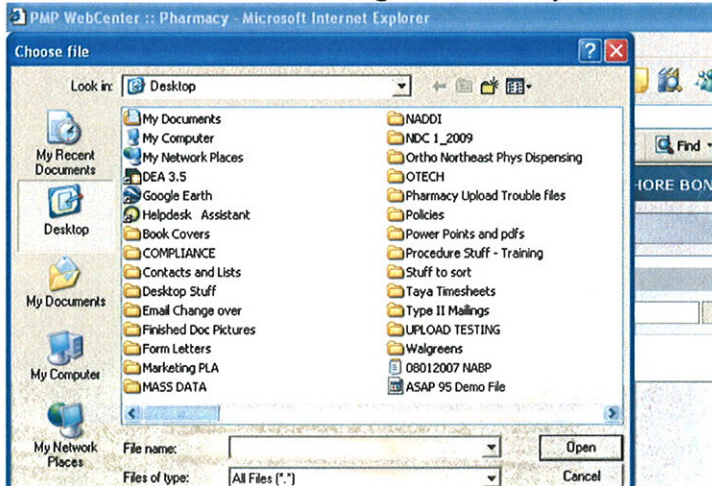 PMP WebCenter :: Pharmacy - Microsoft Internet Explorer
Choose file
Look in:
Desktop
My Recent
Documents
Desktop
My Documents
My Computer
My Network
Places
My Documents
My Computer
My Network Places
DEA 3.5
Google Earth
Helpdesk Assistant
Book Covers
COMPLIANCE
Contacts and Lists
Desktop Stuff
Email Change over
Finished Doc Pictures
Form Letters
Marketing PLA
MASS DATA
NADDI
NDC 1_2009
Ortho Northeast Phys Dispensing
OTECH
Pharmacy Upload Trouble files
Policies
Power Points and pdfs
Procedure Stuff - Training
Stuff to sort
Taya Timesheets
Type II Mailings
UPLOAD TESTING
Walgreens
08012007 NABP
ASAP 95 Demo File
File name:
Open
Files of type:
All Files (*.*)
Cancel
Find
HORE BON